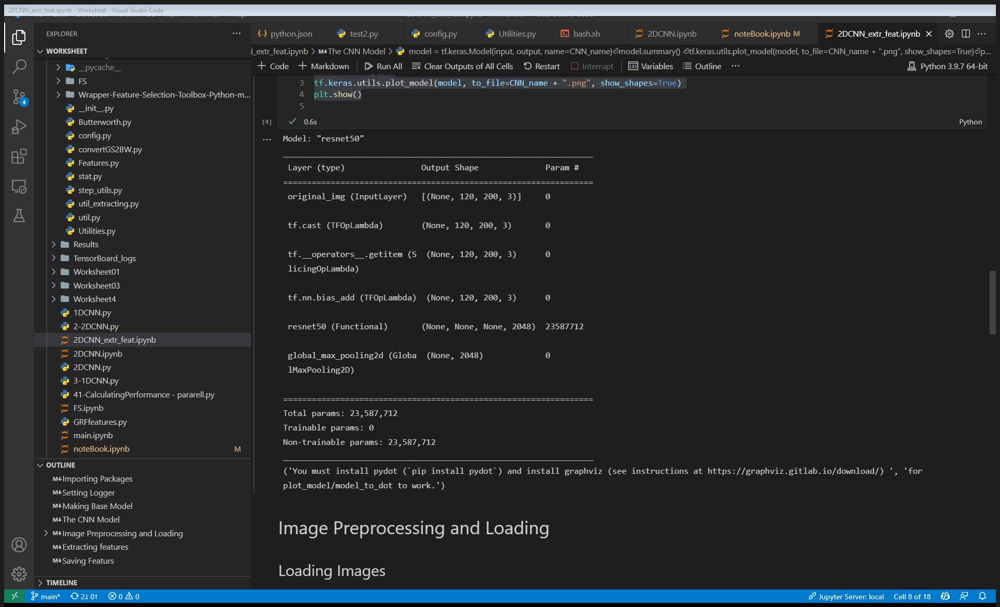 2DCNN_extr_feat.ipynb - Worksheet - Visual Studio Code
EXPLORER
python.json
test2.py
config.py
Utilities.py
bash.sh
2DCNN.ipynb
noteBook.ipynb M
2DCNN_extr_feat.ipynb
WORKSHEET
_extr_feat.ipynb > M↓The CNN Model > model = tf.keras.Model(input, output, name=CNN_name)⏎model.summary() ⏎tf.keras.utils.plot_model(model, to_file=CNN_name + ".png", show_shapes=True)⏎p...
+ Code + Markdown Run All Clear Outputs of All Cells Restart Interrupt Variables Outline ... Python 3.9.7 64-bit
__pycache__
FS
Wrapper-Feature-Selection-Toolbox-Python-m...
__init__.py
Butterworth.py
config.py
convertGS2BW.py
Features.py
stat.py
step_utils.py
util_extracting.py
util.py
Utilities.py
Results
TensorBoard_logs
Worksheet01
Worksheet03
Worksheet4
1DCNN.py
2-2DCNN.py
2DCNN_extr_feat.ipynb
2DCNN.ipynb
2DCNN.py
3-1DCNN.py
41-CalculatingPerformance - pararell.py
FS.ipynb
GRFfeatures.py
main.ipynb
noteBook.ipynb M
OUTLINE
M↓Importing Packages
M↓Setting Logger
M↓Making Base Model
M↓The CNN Model
M↓Image Preprocessing and Loading
M↓Extracting features
M↓Saving Featurs
TIMELINE
3 tf.keras.utils.plot_model(model, to_file=CNN_name + ".png", show_shapes=True)
4 plt.show()
5
[4] ✓ 0.6s Python
... Model: "resnet50"
Layer (type) Output Shape Param #
=================================================================
original_img (InputLayer) [(None, 120, 200, 3)] 0
tf.cast (TFOpLambda) (None, 120, 200, 3) 0
tf.__operators__.getitem (S (None, 120, 200, 3) 0
licingOpLambda)
tf.nn.bias_add (TFOpLambda) (None, 120, 200, 3) 0
resnet50 (Functional) (None, None, None, 2048) 23587712
global_max_pooling2d (Globa (None, 2048) 0
lMaxPooling2D)
=================================================================
Total params: 23,587,712
Trainable params: 0
Non-trainable params: 23,587,712
('You must install pydot (`pip install pydot`) and install graphviz (see instructions at https://graphviz.gitlab.io/download/) ', 'for
plot_model/model_to_dot to work.')
Image Preprocessing and Loading
Loading Images
4
main* 2↓ 0↑ 0 0 Jupyter Server: local Cell 8 of 18